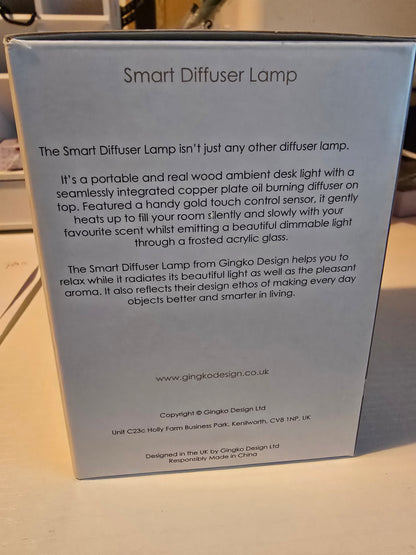 Smart Diffuser Lamp
The Smart Diffuser Lamp isn't just any other diffuser lamp.
It's a portable and real wood ambient desk light with a
seamlessly integrated copper plate oil burning diffuser on
top. Featured a handy gold touch control sensor, it gently
heats up to fill your room silently and slowly with your
favourite scent whilst emitting a beautiful dimmable light
through a frosted acrylic glass.
The Smart Diffuser Lamp from Gingko Design helps you to
relax while it radiates its beautiful light as well as the pleasant
aroma. It also reflects their design ethos of making every day
objects better and smarter in living.
www.gingkodesign.co.uk
Copyright © Gingko Design Ltd
Unit C23c Holly Farm Business Park, Kenilworth, CV8 1NP, UK
Designed in the UK by Gingko Design Ltd
Responsibly Made in China